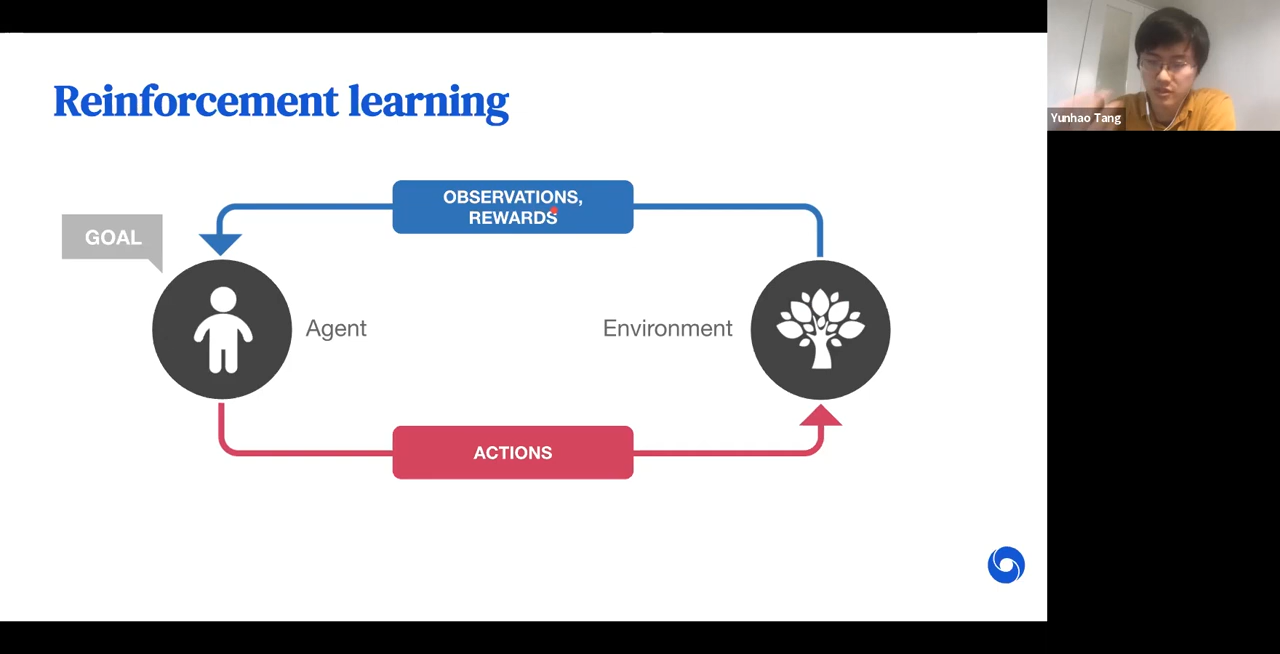 Reinforcement learning
Yunhao Tang
OBSERVATIONS,
REWARDS
GOAL
Agent
Environment
ACTIONS